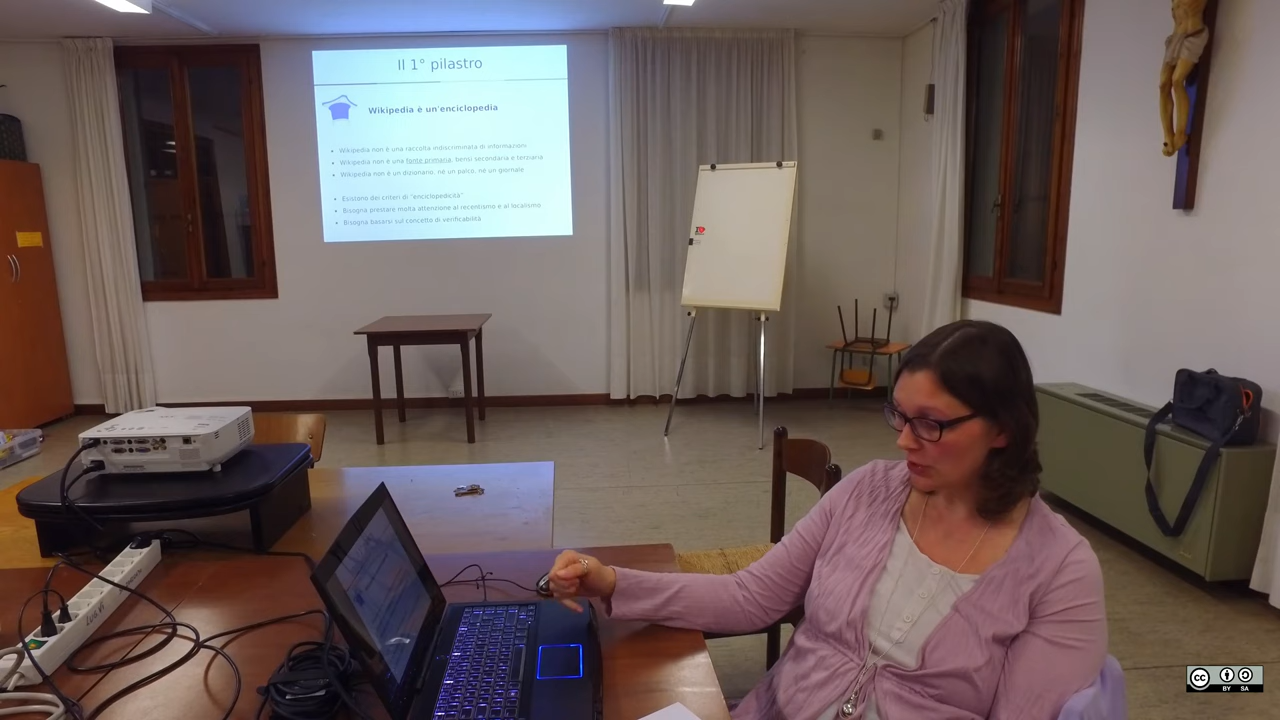 Il 1° pilastro
Wikipedia è un'enciclopedia
Wikipedia non è una raccolta indiscriminata di informazioni
Wikipedia non è una fonte primaria, bensì secondaria e terziaria
Wikipedia non è un dizionario, né un palco, né un giornale
Esistono dei criteri di "enciclopedicità"
Bisogna prestare molta attenzione al recentismo e al localismo
Bisogna basarsi sul concetto di verificabilità
cc
BY SA